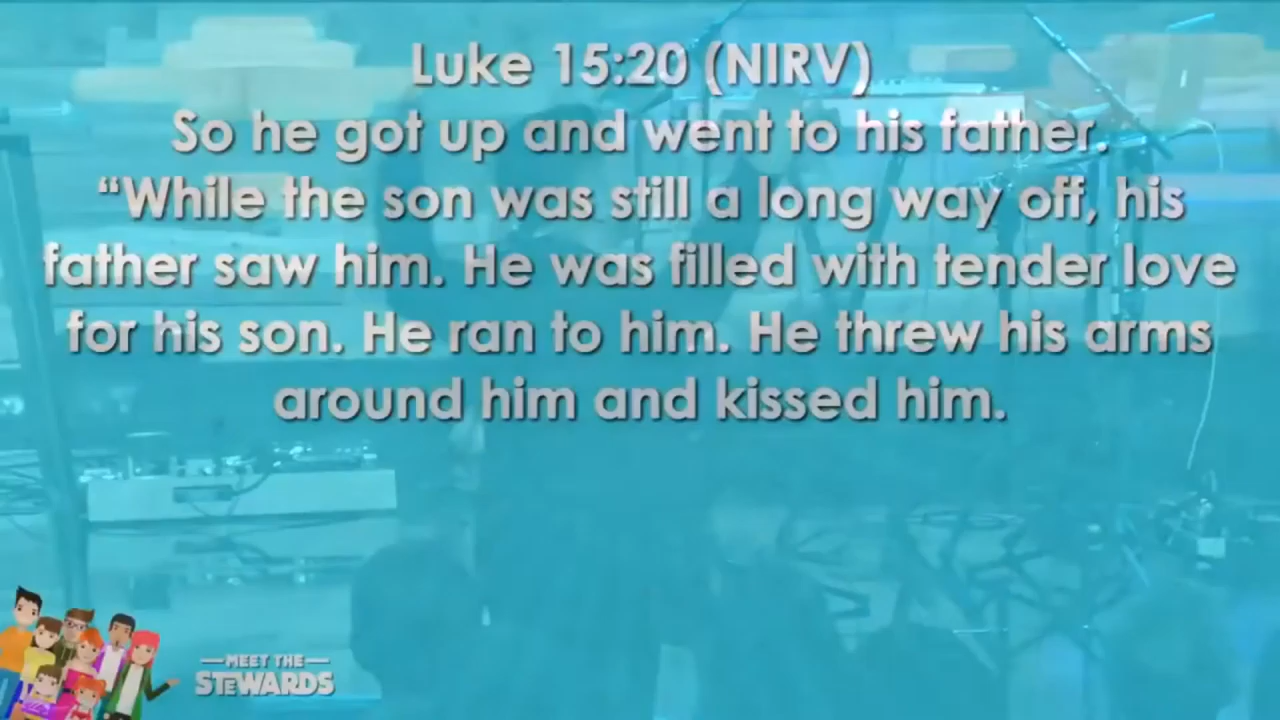 Luke 15:20 (NIRV)
So he got up and went to his father.
“While the son was still a long way off, his
father saw him. He was filled with tender love
for his son. He ran to him. He threw his arms
around him and kissed him.
MEET THE
STEWARDS